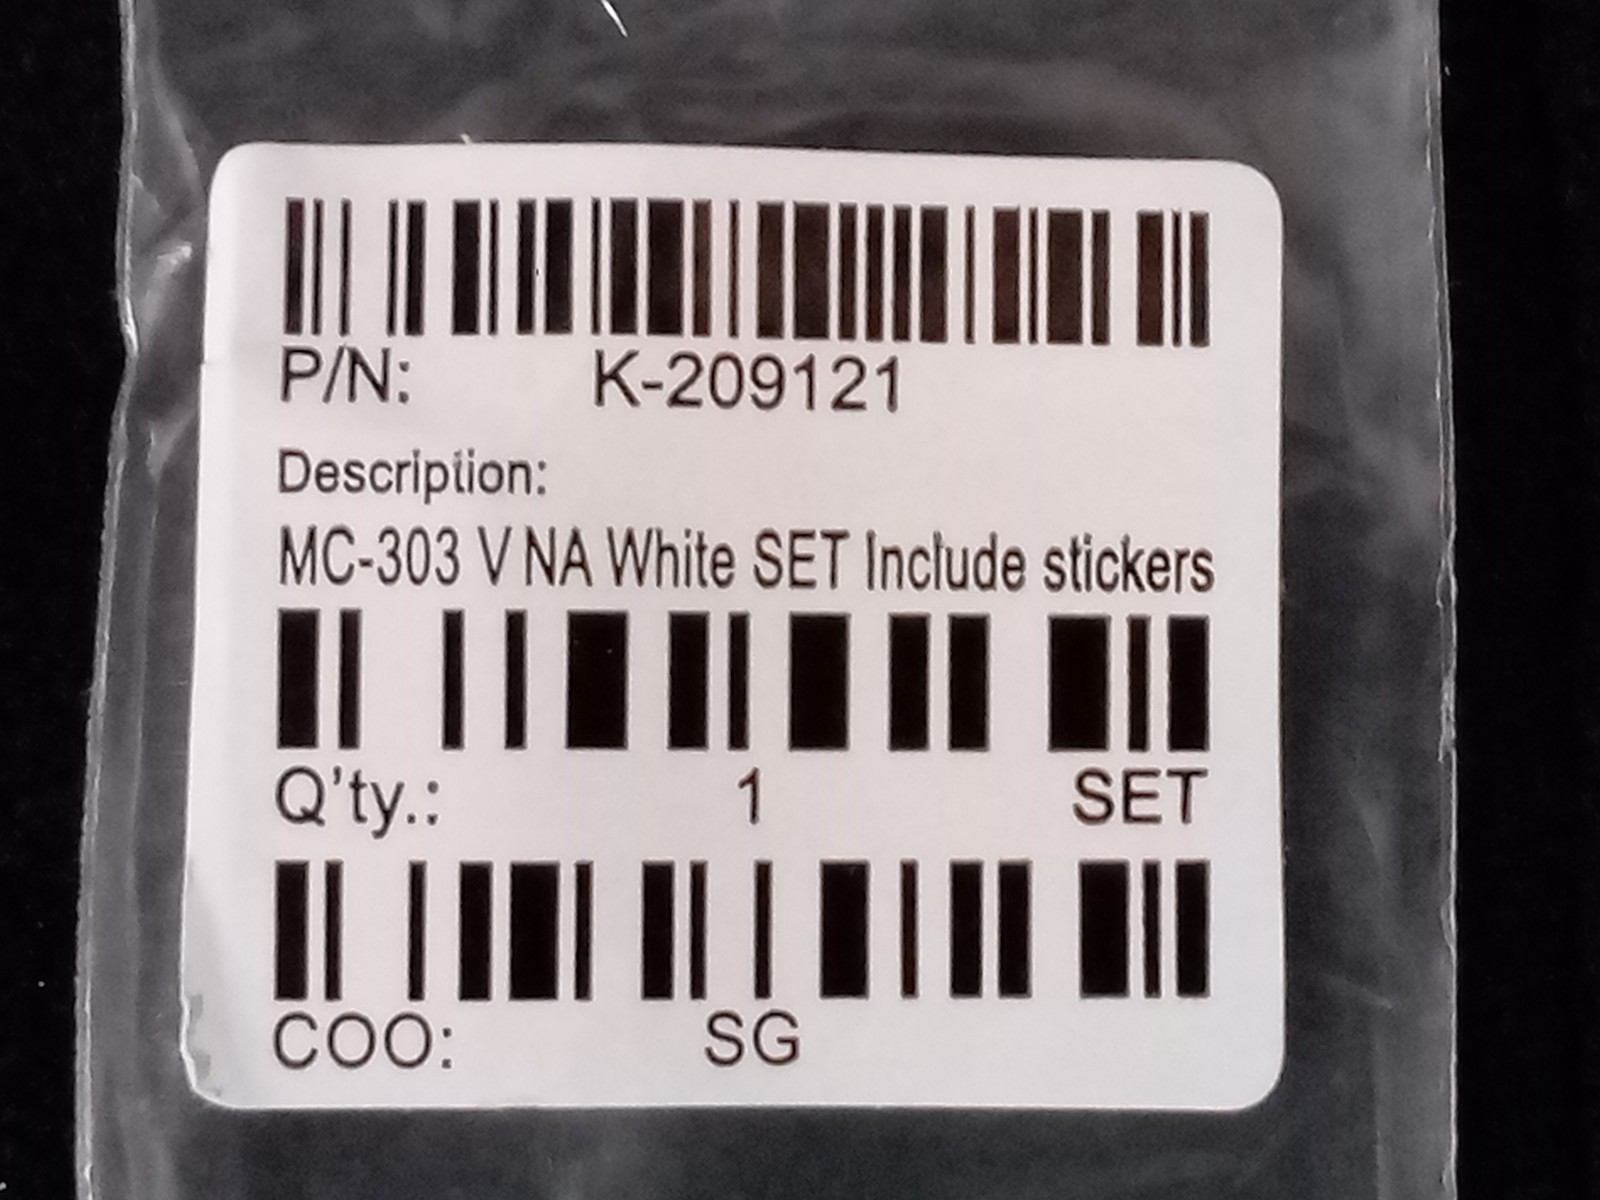 P/N: K-209121
Description:
MC-303 V NA White SET Include stickers
Q'ty.: 1 SET
COO: SG